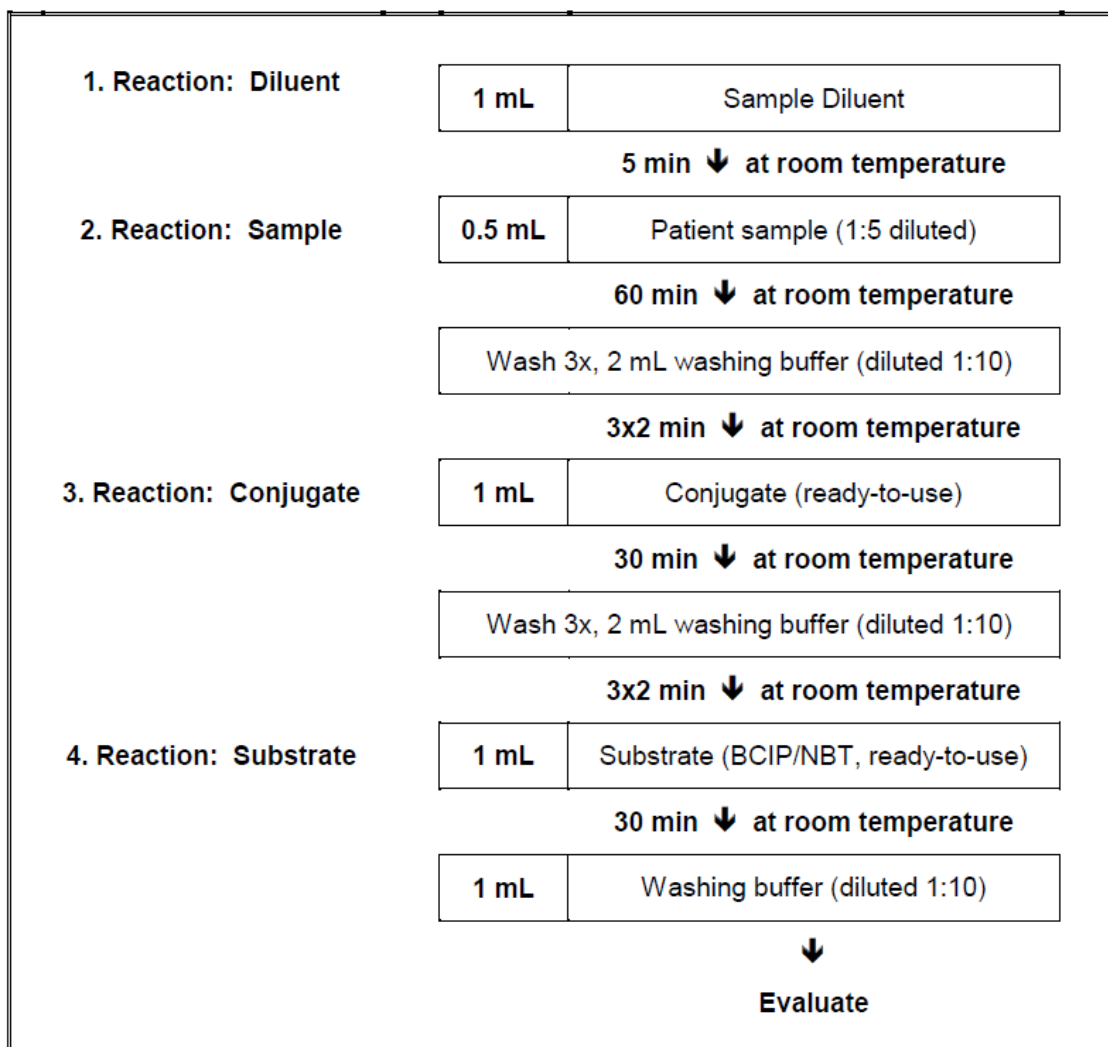 1. Reaction: Diluent
1 mL Sample Diluent
5 min 🡻 at room temperature
2. Reaction: Sample
0.5 mL Patient sample (1:5 diluted)
60 min 🡻 at room temperature
Wash 3x, 2 mL washing buffer (diluted 1:10)
3x2 min 🡻 at room temperature
3. Reaction: Conjugate
1 mL Conjugate (ready-to-use)
30 min 🡻 at room temperature
Wash 3x, 2 mL washing buffer (diluted 1:10)
3x2 min 🡻 at room temperature
4. Reaction: Substrate
1 mL Substrate (BCIP/NBT, ready-to-use)
30 min 🡻 at room temperature
1 mL Washing buffer (diluted 1:10)
🡻
Evaluate